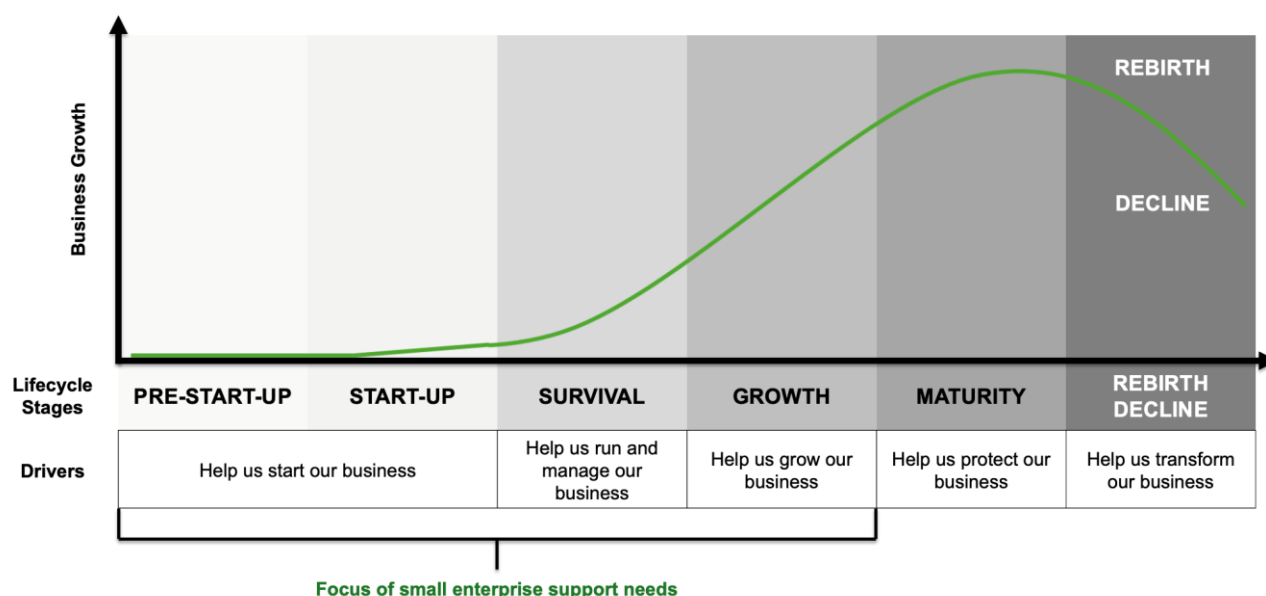 REBIRTH
DECLINE
Business Growth
Lifecycle
Stages
PRE-START-UP
START-UP
SURVIVAL
GROWTH
MATURITY
REBIRTH
DECLINE
Drivers
Help us start our business
Help us run and
manage our
business
Help us grow our
business
Help us protect our
business
Help us transform
our business
Focus of small enterprise support needs